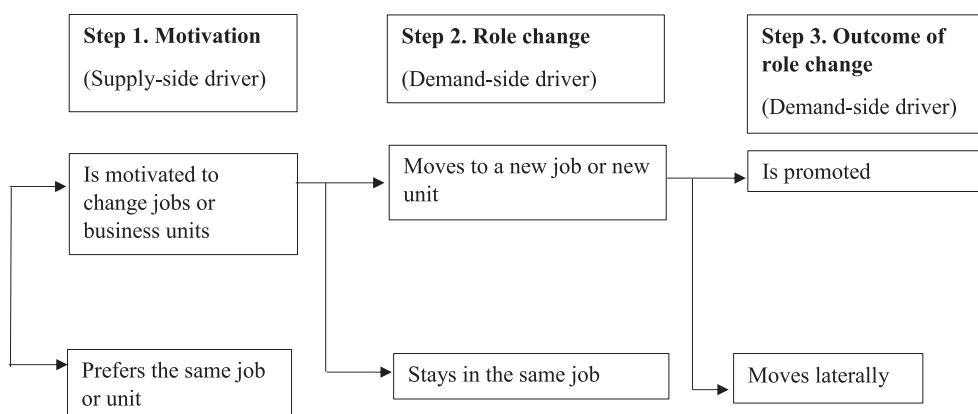 Step 1. Motivation
(Supply-side driver)
Step 2. Role change
(Demand-side driver)
Step 3. Outcome of
role change
(Demand-side driver)
Is motivated to
change jobs or
business units
Moves to a new job or new
unit
Is promoted
Prefers the same job
or unit
Stays in the same job
Moves laterally